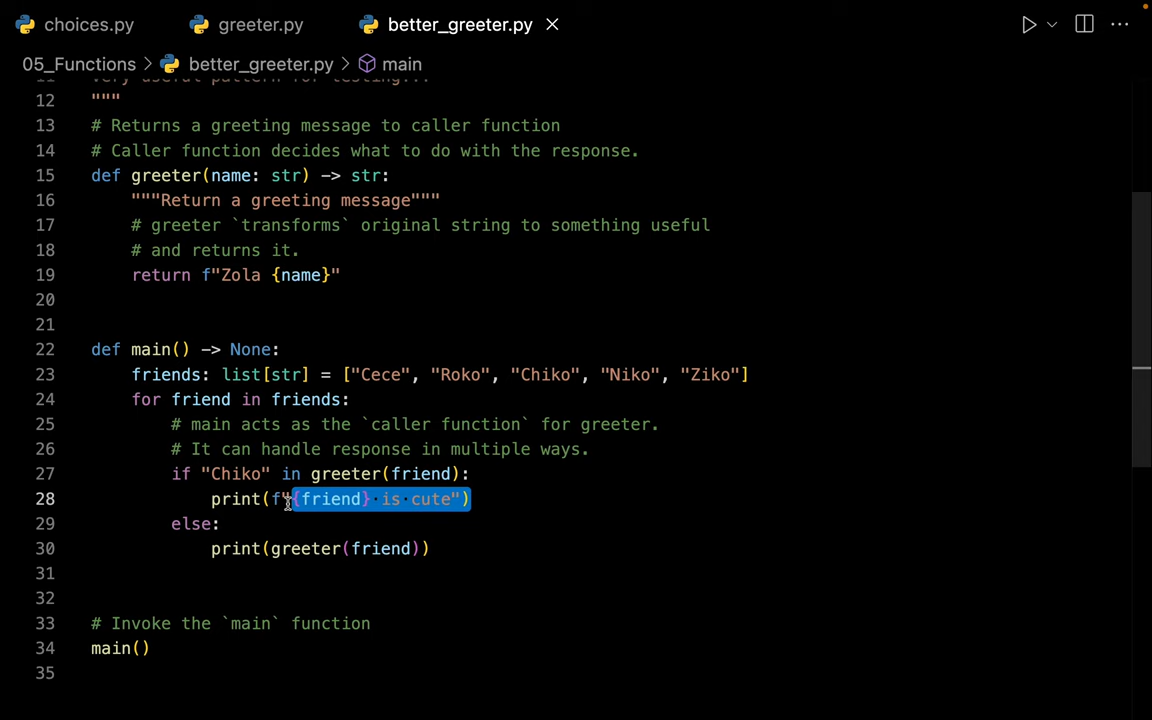 choices.py greeter.py better_greeter.py
05_Functions > better_greeter.py > main
11 very useful pattern for testing...
12 """
13 # Returns a greeting message to caller function
14 # Caller function decides what to do with the response.
15 def greeter(name: str) -> str:
16 """Return a greeting message"""
17 # greeter `transforms` original string to something useful
18 # and returns it.
19 return f"Zola {name}"
20
21
22 def main() -> None:
23 friends: list[str] = ["Cece", "Roko", "Chiko", "Niko", "Ziko"]
24 for friend in friends:
25 # main acts as the `caller function` for greeter.
26 # It can handle response in multiple ways.
27 if "Chiko" in greeter(friend):
28 print(f"{friend} is cute")
29 else:
30 print(greeter(friend))
31
32
33 # Invoke the `main` function
34 main()
35